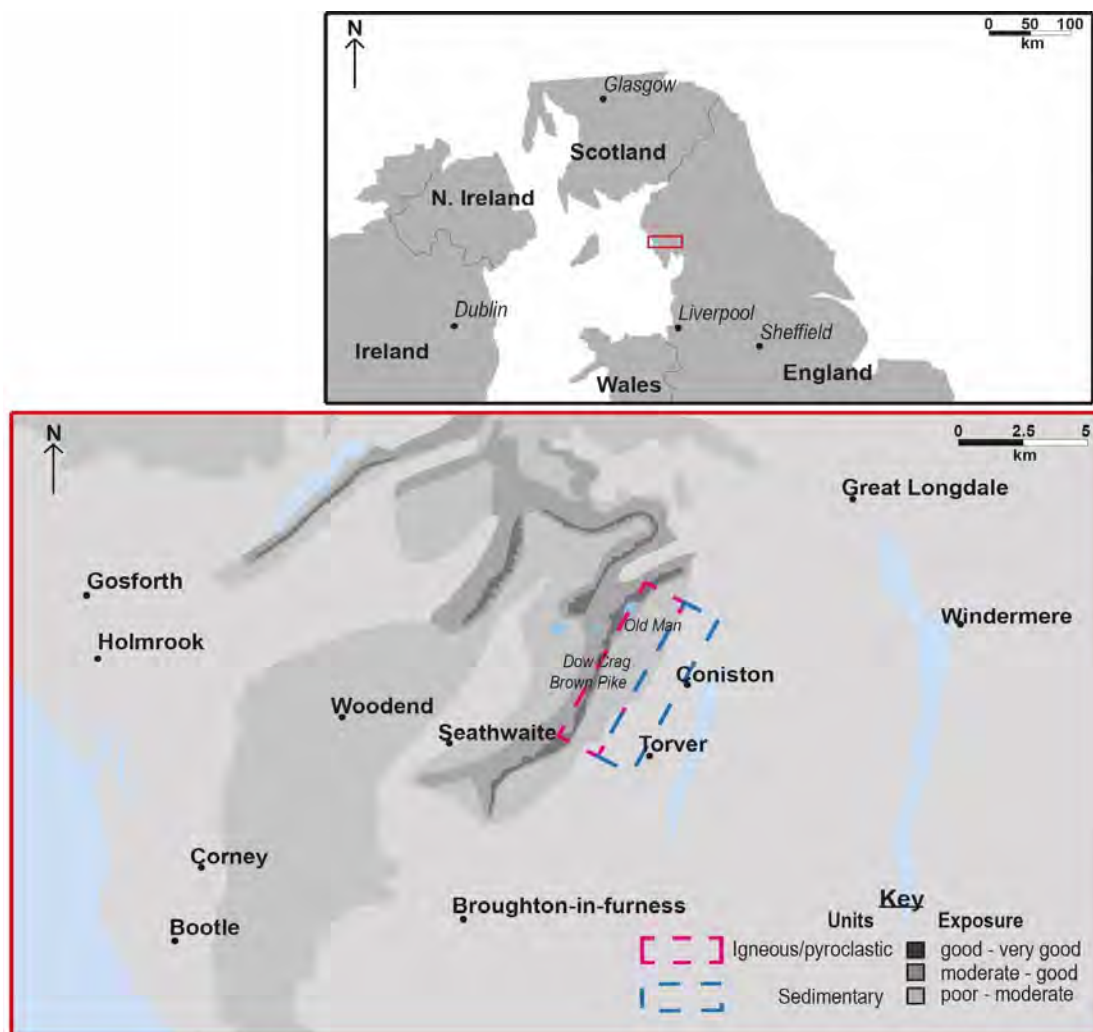 N
0 50 100
km
Glasgow
Scotland
N. Ireland
Dublin
Liverpool
Sheffield
Ireland
Wales
England
N
0 2.5 5
km
Great Longdale
Gosforth
Windermere
Holmrook
Old Man
Dow Crag
Brown Pike
Coniston
Woodend
Seathwaite
Torver
Corney
Broughton-in-furness
Bootle
Key
Units Exposure
Igneous/pyroclastic good - very good
moderate - good
Sedimentary poor - moderate